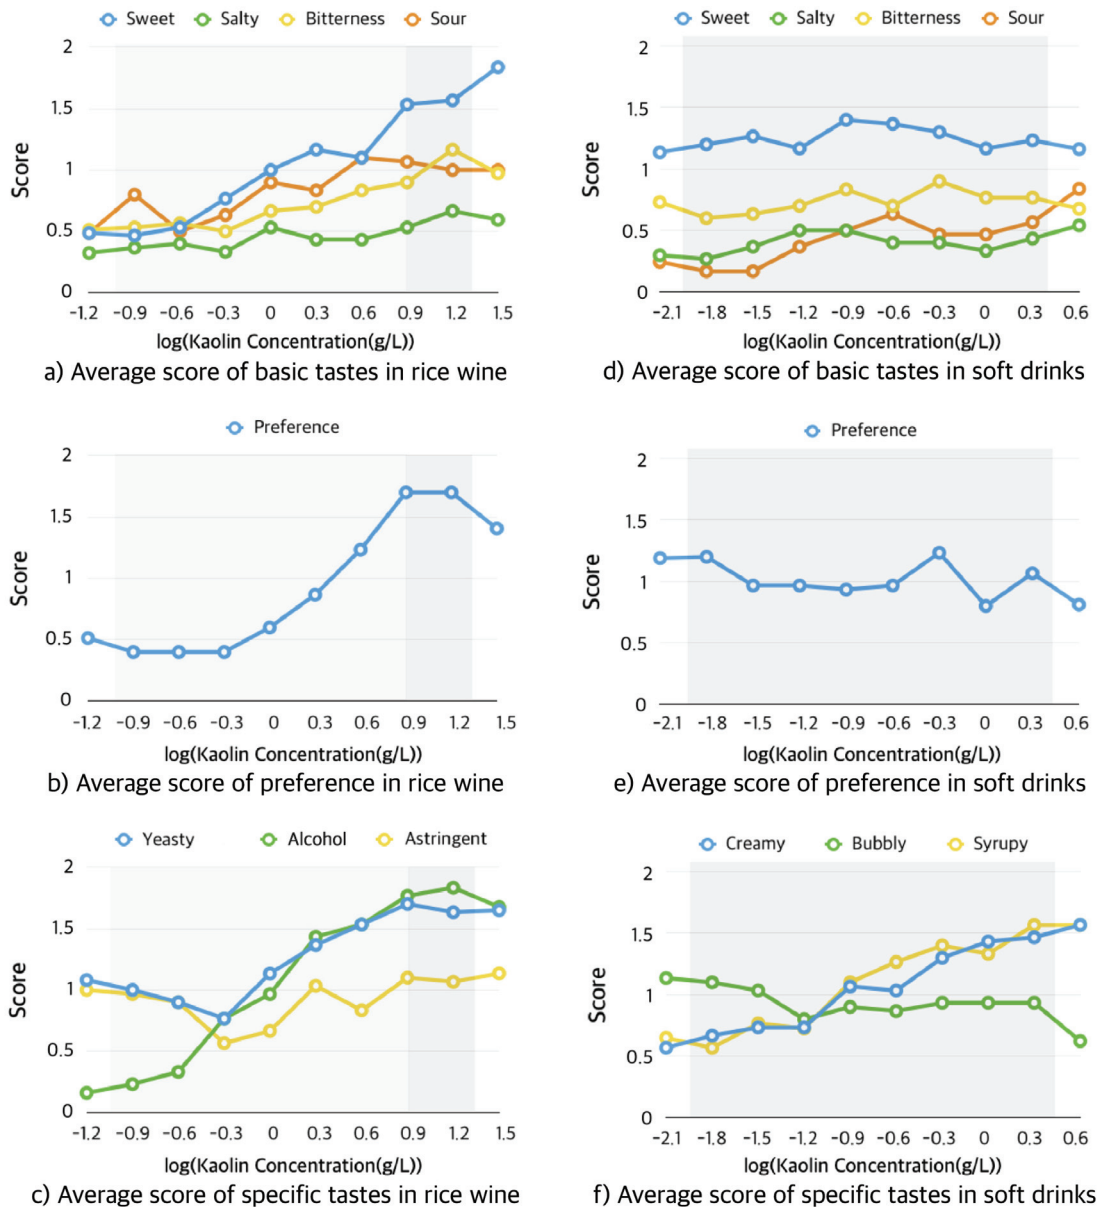 Sweet Salty Bitterness Sour
2
1.5
1
0.5
0
Score
-1.2 -0.9 -0.6 -0.3 0 0.3 0.6 0.9 1.2 1.5
log(Kaolin Concentration(g/L))
a) Average score of basic tastes in rice wine
Sweet Salty Bitterness Sour
2
1.5
1
0.5
0
Score
-2.1 -1.8 -1.5 -1.2 -0.9 -0.6 -0.3 0 0.3 0.6
log(Kaolin Concentration(g/L))
d) Average score of basic tastes in soft drinks
Preference
2
1.5
1
0.5
0
Score
-1.2 -0.9 -0.6 -0.3 0 0.3 0.6 0.9 1.2 1.5
log(Kaolin Concentration(g/L))
b) Average score of preference in rice wine
Preference
2
1.5
1
0.5
0
Score
-2.1 -1.8 -1.5 -1.2 -0.9 -0.6 -0.3 0 0.3 0.6
log(Kaolin Concentration(g/L))
e) Average score of preference in soft drinks
Yeasty Alcohol Astringent
2
1.5
1
0.5
0
Score
-1.2 -0.9 -0.6 -0.3 0 0.3 0.6 0.9 1.2 1.5
log(Kaolin Concentration(g/L))
c) Average score of specific tastes in rice wine
Creamy Bubbly Syrupy
2
1.5
1
0.5
0
Score
-2.1 -1.8 -1.5 -1.2 -0.9 -0.6 -0.3 0 0.3 0.6
log(Kaolin Concentration(g/L))
f) Average score of specific tastes in soft drinks